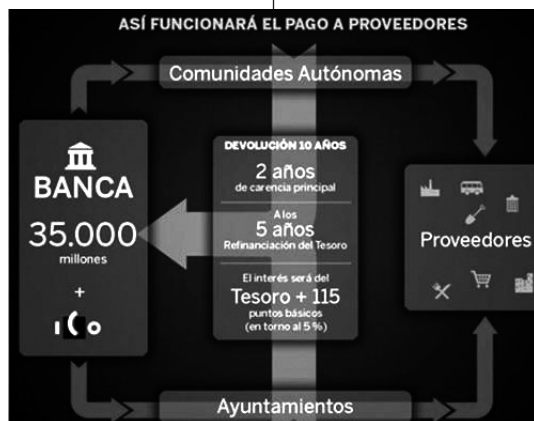 ASÍ FUNCIONARÁ EL PAGO A PROVEEDORES
Comunidades Autónomas
BANCA
35.000
millones
+
ICO
DEVOLUCIÓN 10 AÑOS
2 años
de carencia principal
A los
5 años
Refinanciación del Tesoro
El interés será del
Tesoro + 115
puntos básicos
(en torno al 5 %)
Proveedores
Ayuntamientos